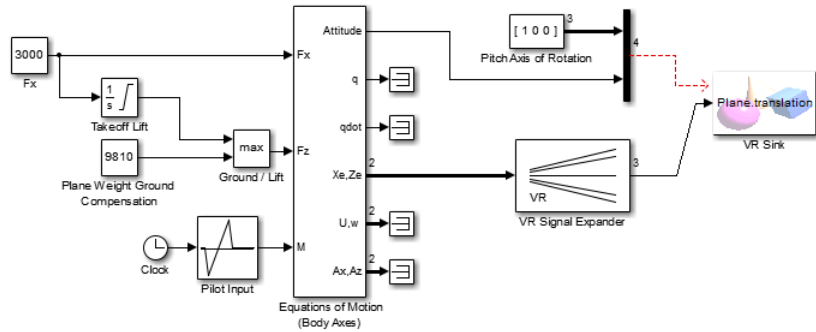 3000
Fx
1
s
Takeoff Lift
9810
Plane Weight Ground
Compensation
max
Ground / Lift
Clock
Pilot Input
Fx
Fz
M
Attitude
q
qdot
Xe,Ze
2
U,w
2
Ax,Az
2
Equations of Motion
(Body Axes)
[ 1 0 0 ]
3
Pitch Axis of Rotation
4
VR
VR Signal Expander
3
Plane.translation
VR Sink